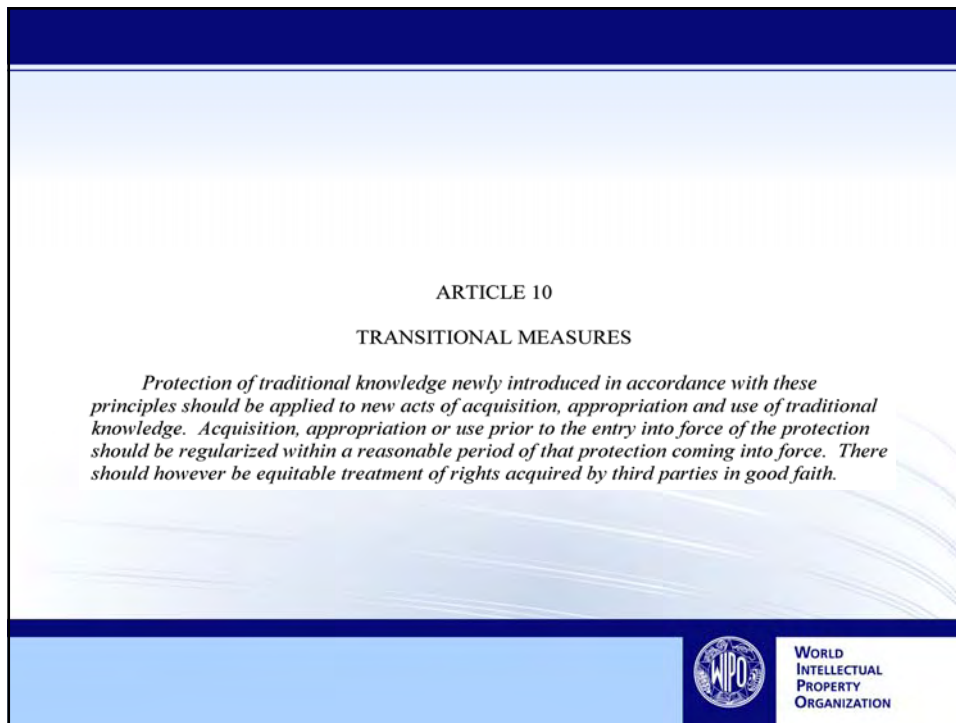 ARTICLE 10
TRANSITIONAL MEASURES
Protection of traditional knowledge newly introduced in accordance with these
principles should be applied to new acts of acquisition, appropriation and use of traditional
knowledge. Acquisition, appropriation or use prior to the entry into force of the protection
should be regularized within a reasonable period of that protection coming into force. There
should however be equitable treatment of rights acquired by third parties in good faith.
WIPO
WORLD
INTELLECTUAL
PROPERTY
ORGANIZATION